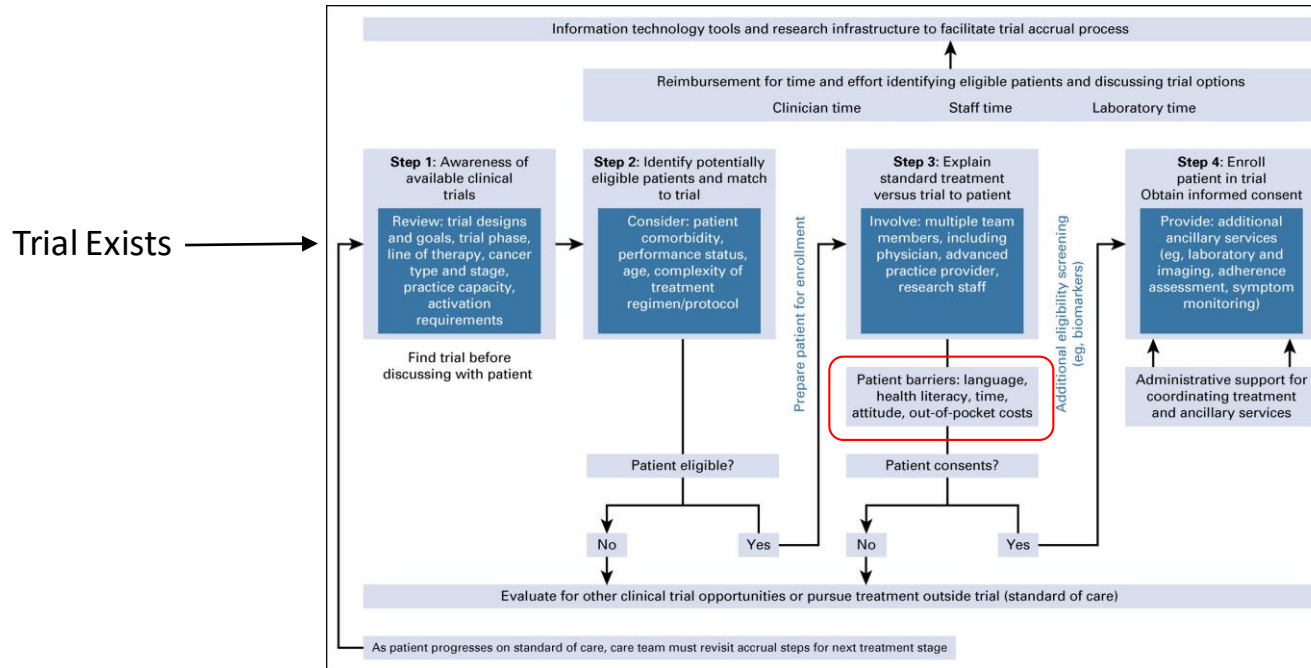 Information technology tools and research infrastructure to facilitate trial accrual process
Reimbursement for time and effort identifying eligible patients and discussing trial options
Clinician time Staff time Laboratory time
Trial Exists
Step 1: Awareness of
available clinical
trials
Review: trial designs
and goals, trial phase,
line of therapy, cancer
type and stage,
practice capacity,
activation
requirements
Find trial before
discussing with patient
Step 2: Identify potentially
eligible patients and match
to trial
Consider: patient
comorbidity,
performance status,
age, complexity of
treatment
regimen/protocol
Patient eligible?
No
Yes
Prepare patient for enrollment
Step 3: Explain
standard treatment
versus trial to patient
Involve: multiple team
members, including
physician, advanced
practice provider,
research staff
Patient barriers: language,
health literacy, time,
attitude, out-of-pocket costs
Patient consents?
No
Yes
Additional eligibility screening
(eg, biomarkers)
Step 4: Enroll
patient in trial
Obtain informed consent
Provide: additional
ancillary services
(eg, laboratory and
imaging, adherence
assessment, symptom
monitoring)
Administrative support for
coordinating treatment
and ancillary services
Evaluate for other clinical trial opportunities or pursue treatment outside trial (standard of care)
As patient progresses on standard of care, care team must revisit accrual steps for next treatment stage